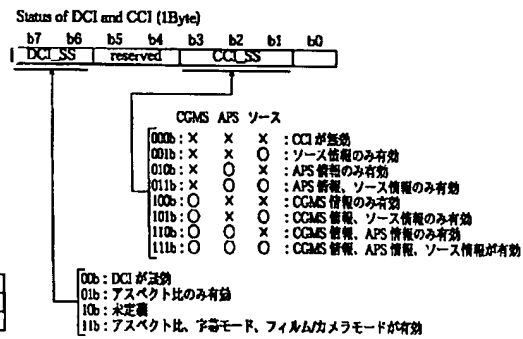 Status of DCI and CCI (1Byte)
b7 b6 b5 b4 b3 b2 b1 b0
DCI_SS reserved CCI_SS
CGMS APS ソース
000b : × × × : CCI が無効
001b : × × ○ : ソース情報のみ有効
010b : × ○ × : APS 情報のみ有効
011b : × ○ ○ : APS 情報、ソース情報のみ有効
100b : ○ × × : CGMS 情報のみ有効
101b : ○ × ○ : CGMS 情報、ソース情報のみ有効
110b : ○ ○ × : CGMS 情報、APS 情報のみ有効
111b : ○ ○ ○ : CGMS 情報、APS 情報、ソース情報が有効
00b : DCI が無効
01b : アスペクト比のみ有効
10b : 未定義
11b : アスペクト比、字幕モード、フィルム/カメラモードが有効